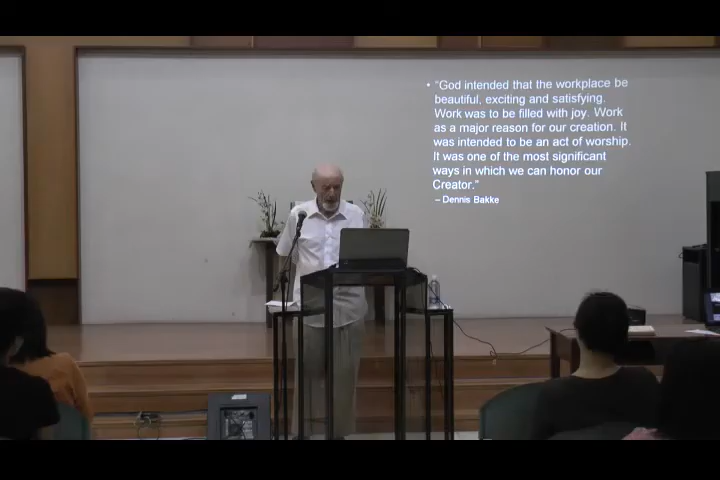 • “God intended that the workplace be
beautiful, exciting and satisfying.
Work was to be filled with joy. Work
as a major reason for our creation. It
was intended to be an act of worship.
It was one of the most significant
ways in which we can honor our
Creator.”
– Dennis Bakke